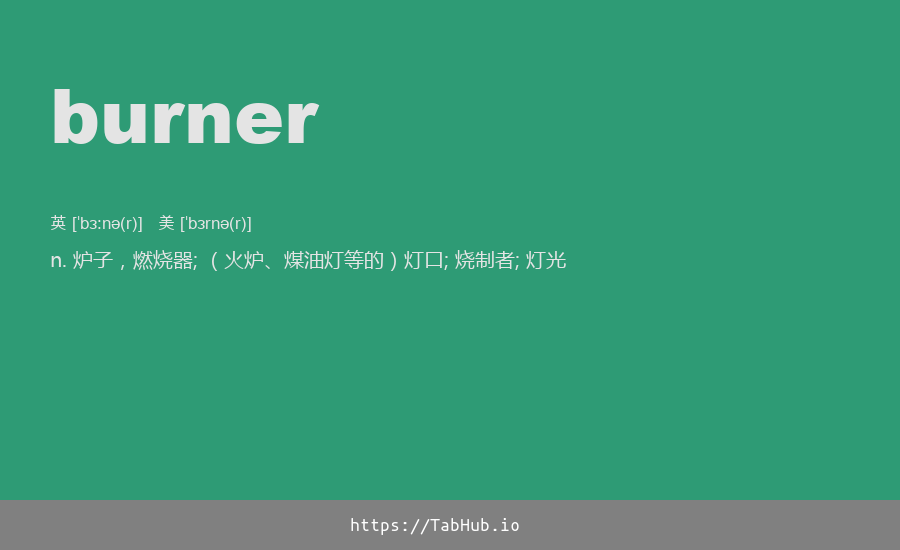 burner
英 [ˈbɜːnə(r)] 美 [ˈbɜrnə(r)]
n. 炉子，燃烧器; （火炉、煤油灯等的）灯口; 烧制者; 灯光
https://TabHub.io